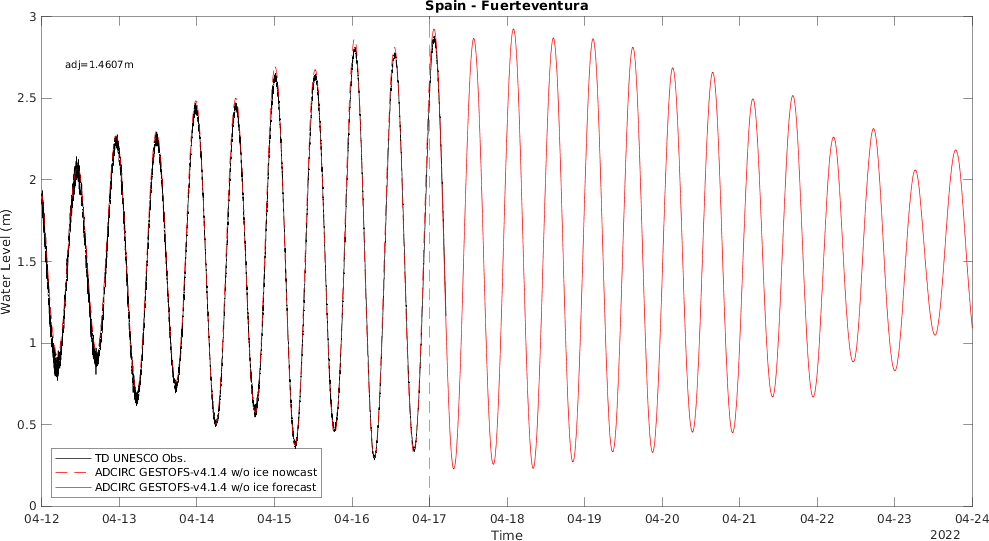 Spain - Fuerteventura
3
adj=1.4607m
2.5
2
1.5
Water Level (m)
1
0.5
TD UNESCO Obs.
ADCIRC GESTOFS-v4.1.4 w/o ice nowcast
ADCIRC GESTOFS-v4.1.4 w/o ice forecast
0
04-12 04-13 04-14 04-15 04-16 04-17 04-18 04-19 04-20 04-21 04-22 04-23 04-24
Time
2022